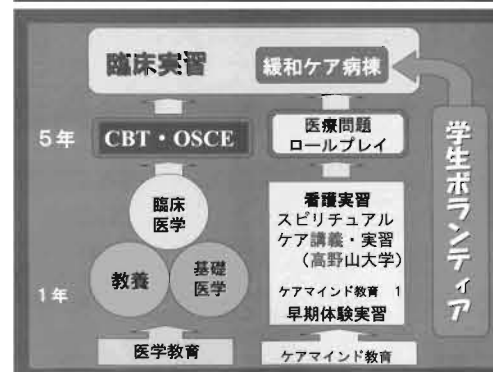 臨床実習
緩和ケア病棟
5年
CBT・OSCE
医療問題
ロールプレイ
臨床
医学
教養
基礎
医学
1年
医学教育
看護実習
スピリチュアル
ケア講義・実習
(高野山大学)
ケアマインド教育 1
早期体験実習
ケアマインド教育
学生ボランティア